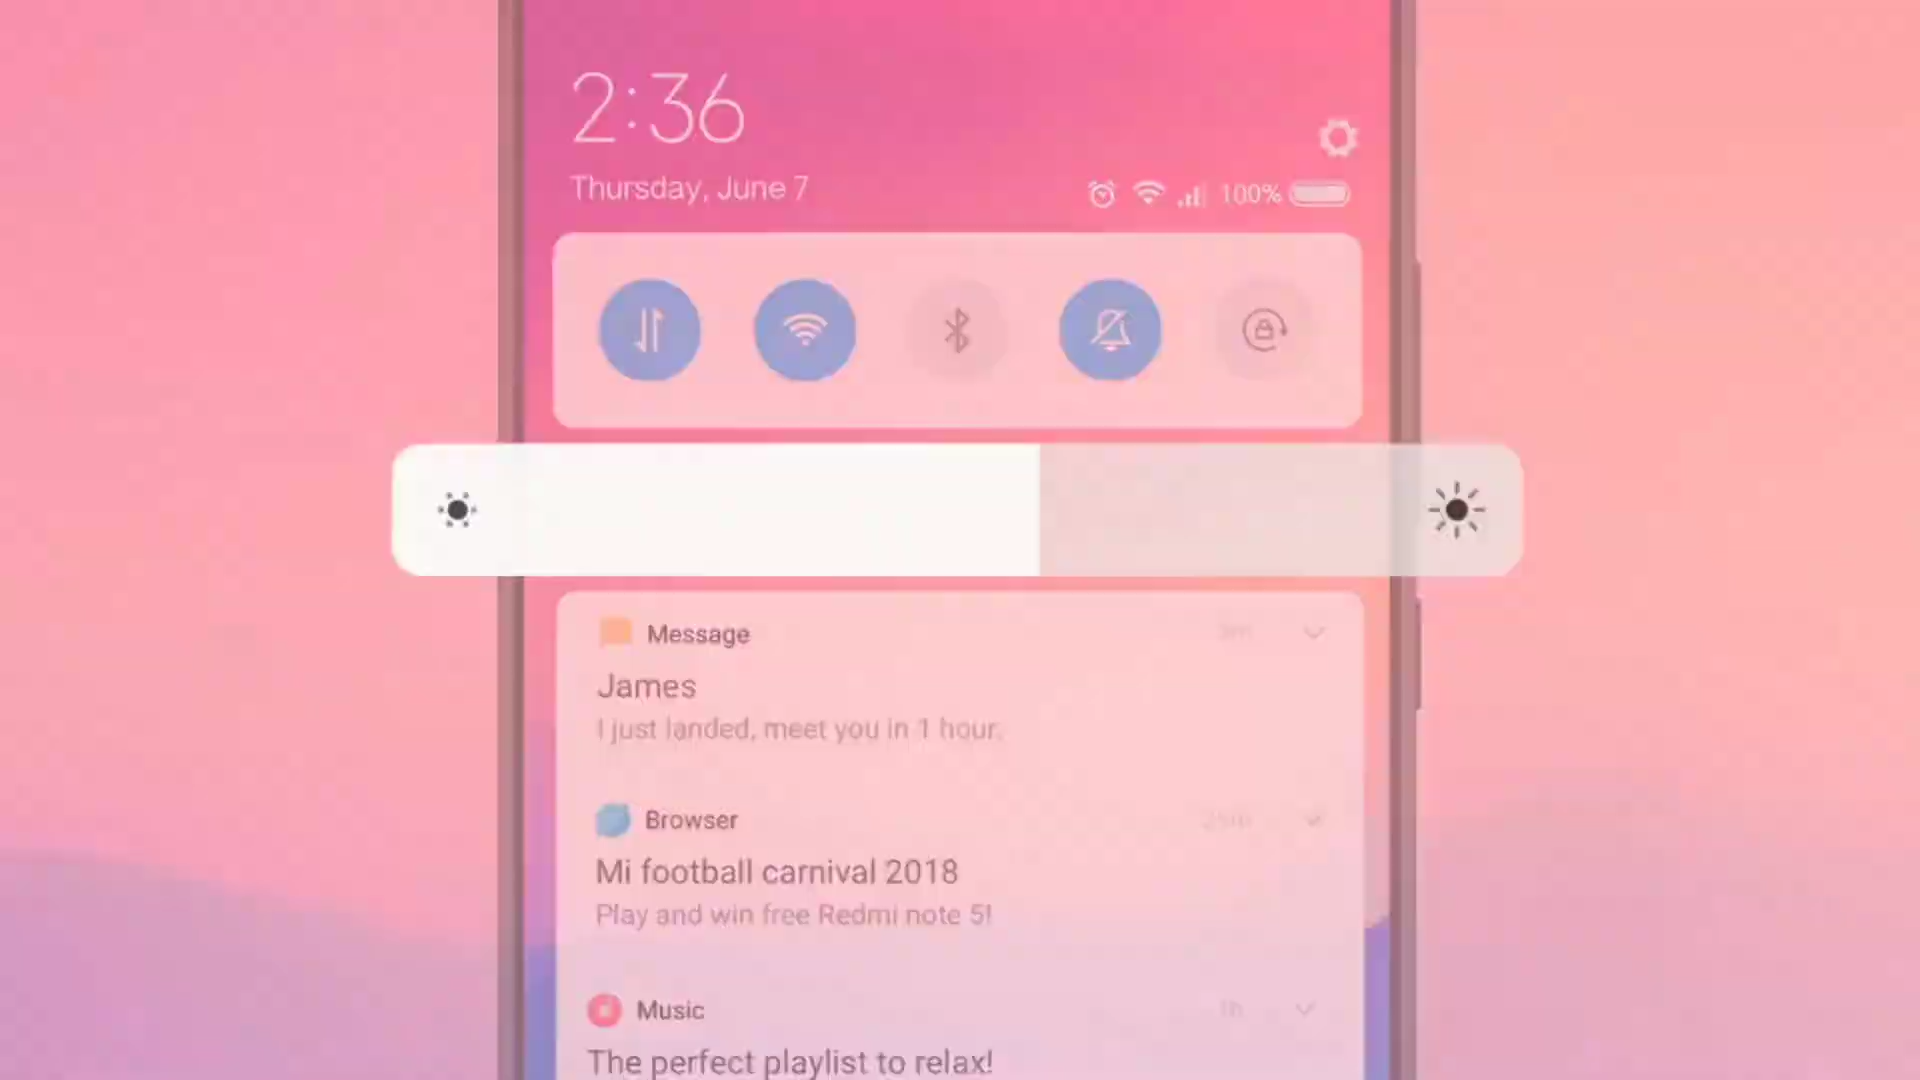 2:36
Thursday, June 7
100%
Message
James
I just landed, meet you in 1 hour.
Browser
Mi football carnival 2018
Play and win free Redmi note 5!
Music
1h
The perfect playlist to relax!